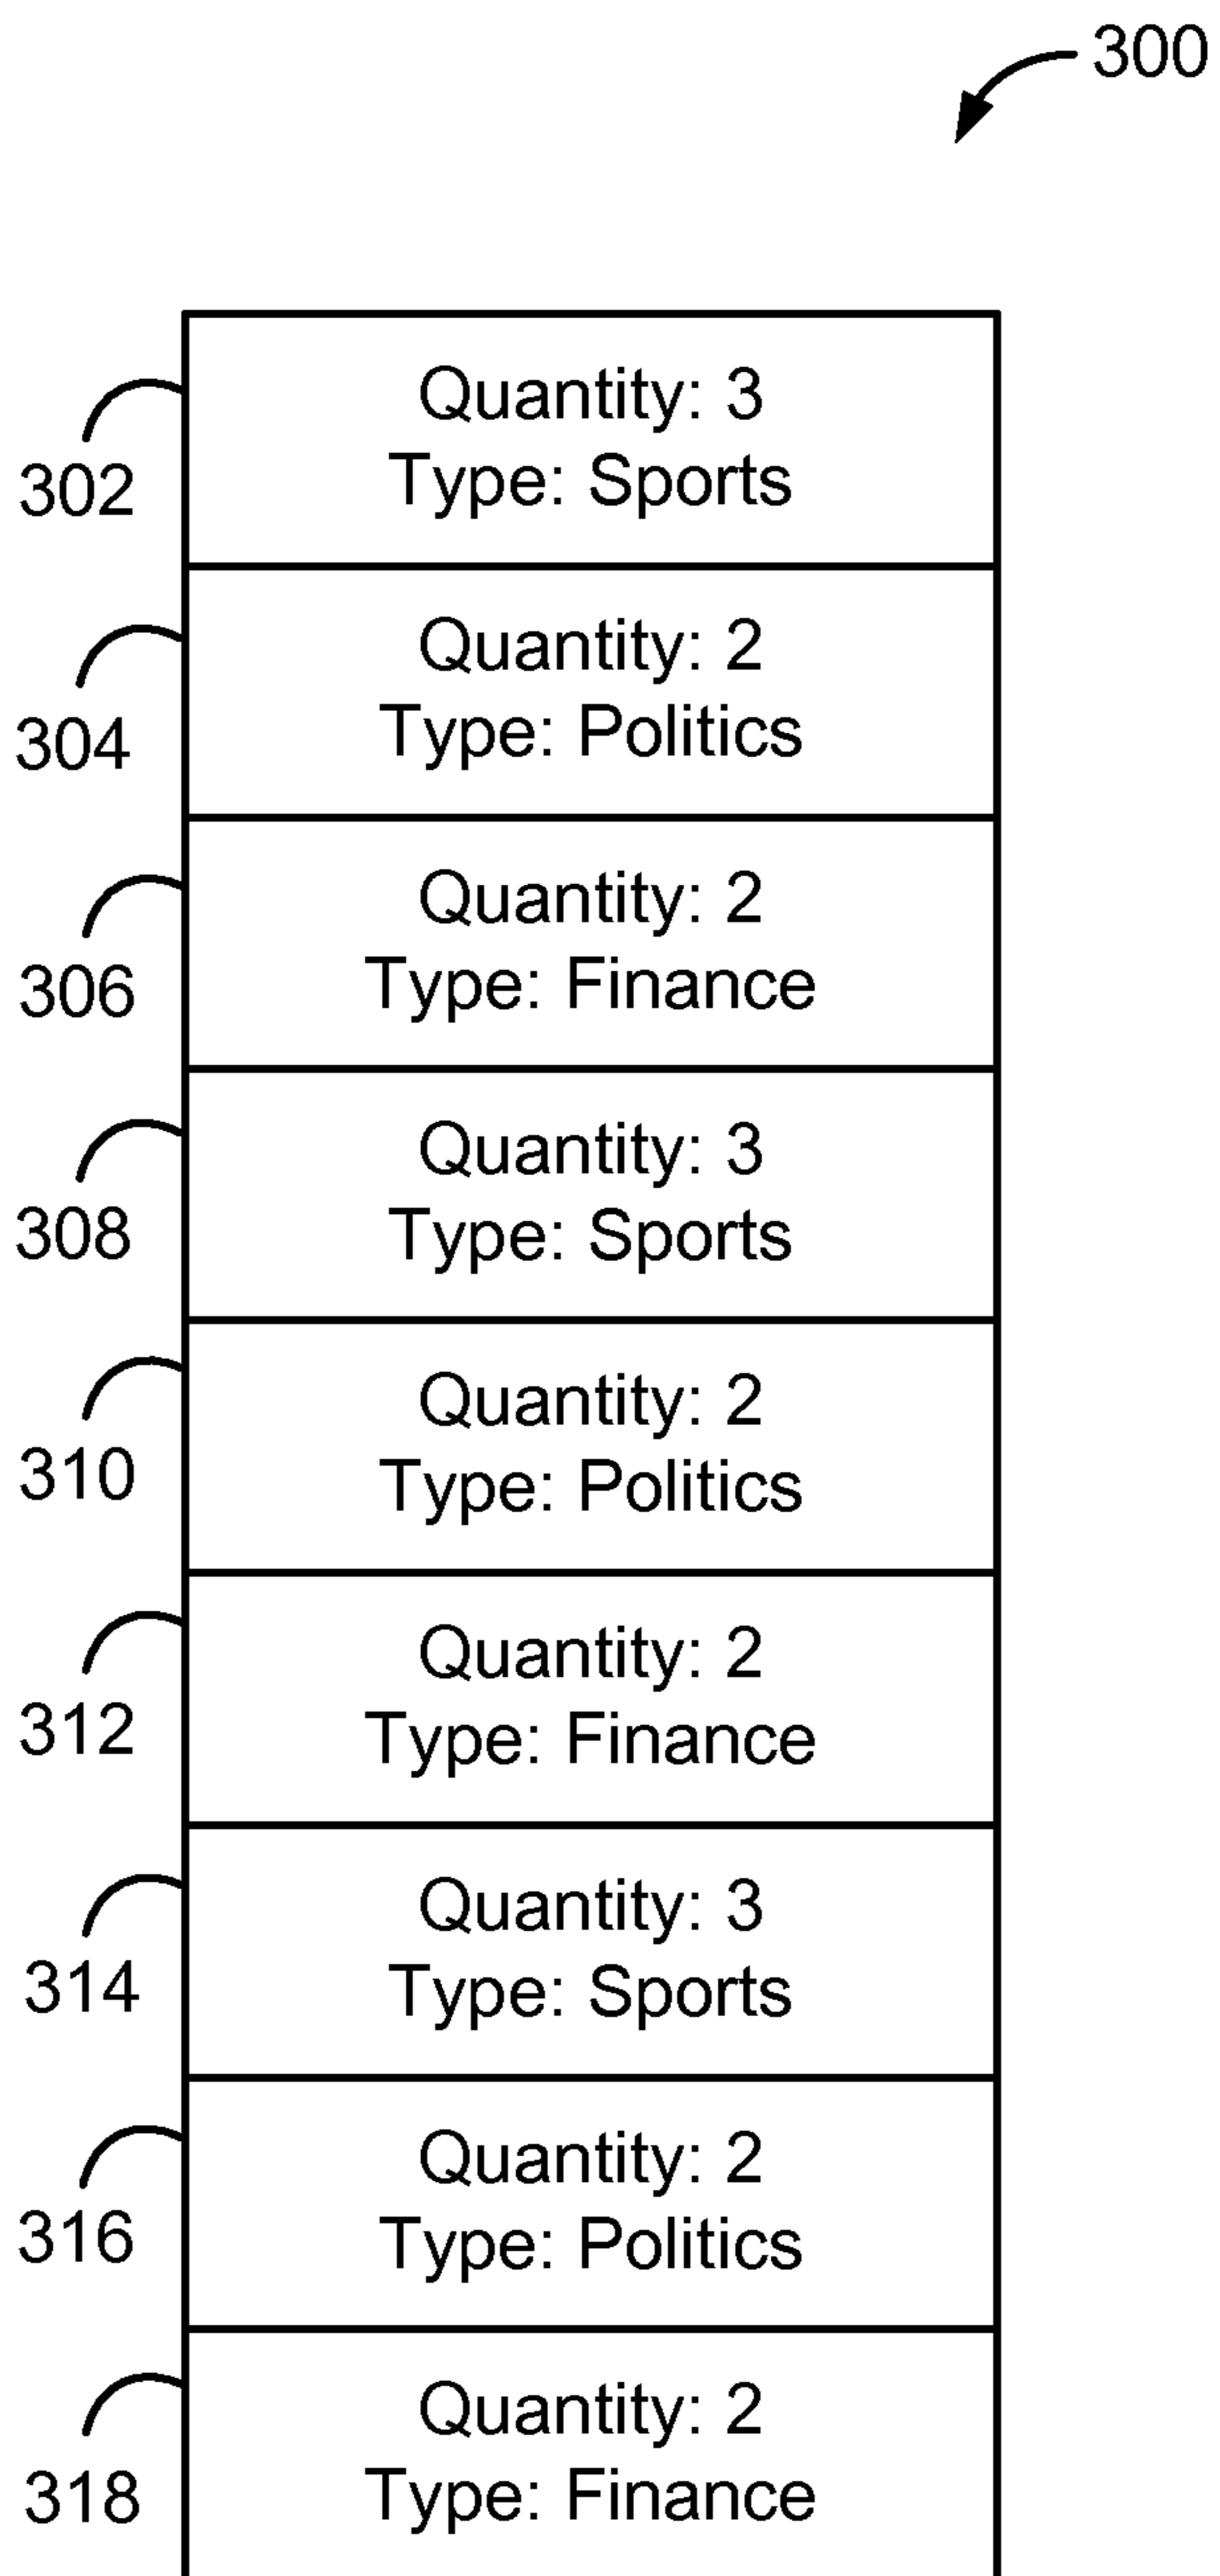 300
Quantity: 3
Type: Sports
302
Quantity: 2
Type: Politics
304
Quantity: 2
Type: Finance
306
Quantity: 3
Type: Sports
308
Quantity: 2
Type: Politics
310
Quantity: 2
Type: Finance
312
Quantity: 3
Type: Sports
314
Quantity: 2
Type: Politics
316
Quantity: 2
Type: Finance
318